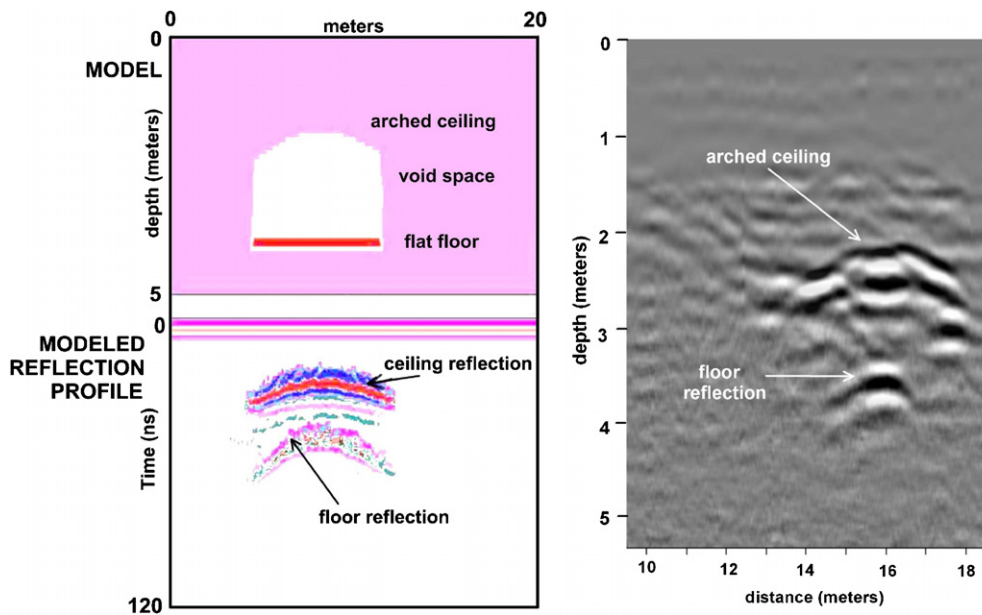 0 meters 20
0
MODEL
arched ceiling
void space
flat floor
depth (meters)
5
0
MODELED
REFLECTION
PROFILE
ceiling reflection
floor reflection
Time (ns)
120
0
1
arched ceiling
2
depth (meters)
3
floor
reflection
4
5
10 12 14 16 18
distance (meters)